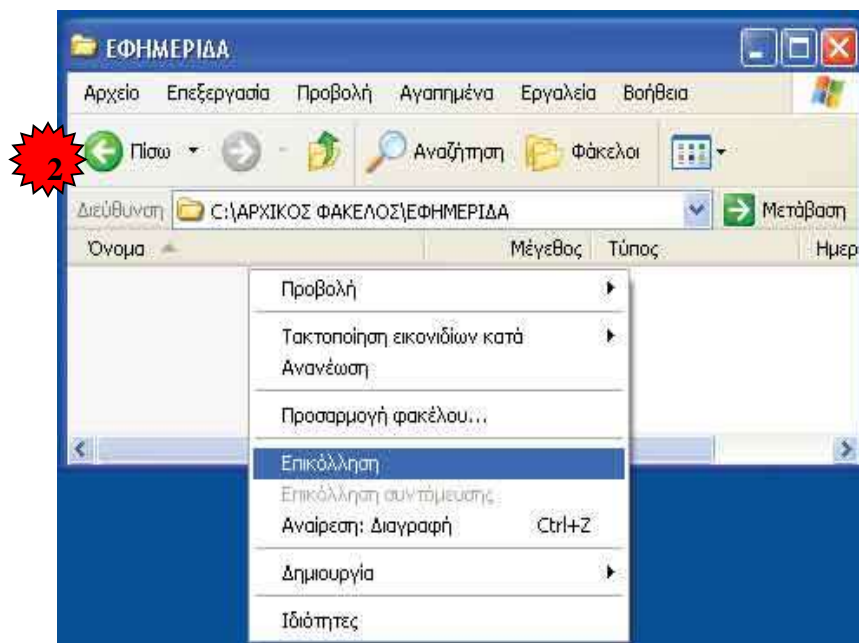 ΕΦΗΜΕΡΙΔΑ
Αρχείο Επεξεργασία Προβολή Αγαπημένα Εργαλεία Βοήθεια
2
Πίσω Αναζήτηση Φάκελοι
Διεύθυνση C:\ΑΡΧΙΚΟΣ ΦΑΚΕΛΟΣ\ΕΦΗΜΕΡΙΔΑ Μετάβαση
Όνομα Μέγεθος Τύπος Ημερ
Προβολή
Τακτοποίηση εικονιδίων κατά
Ανανέωση
Προσαρμογή φακέλου...
Επικόλληση
Επικόλληση συντόμευσης
Αναίρεση: Διαγραφή Ctrl+Z
Δημιουργία
Ιδιότητες